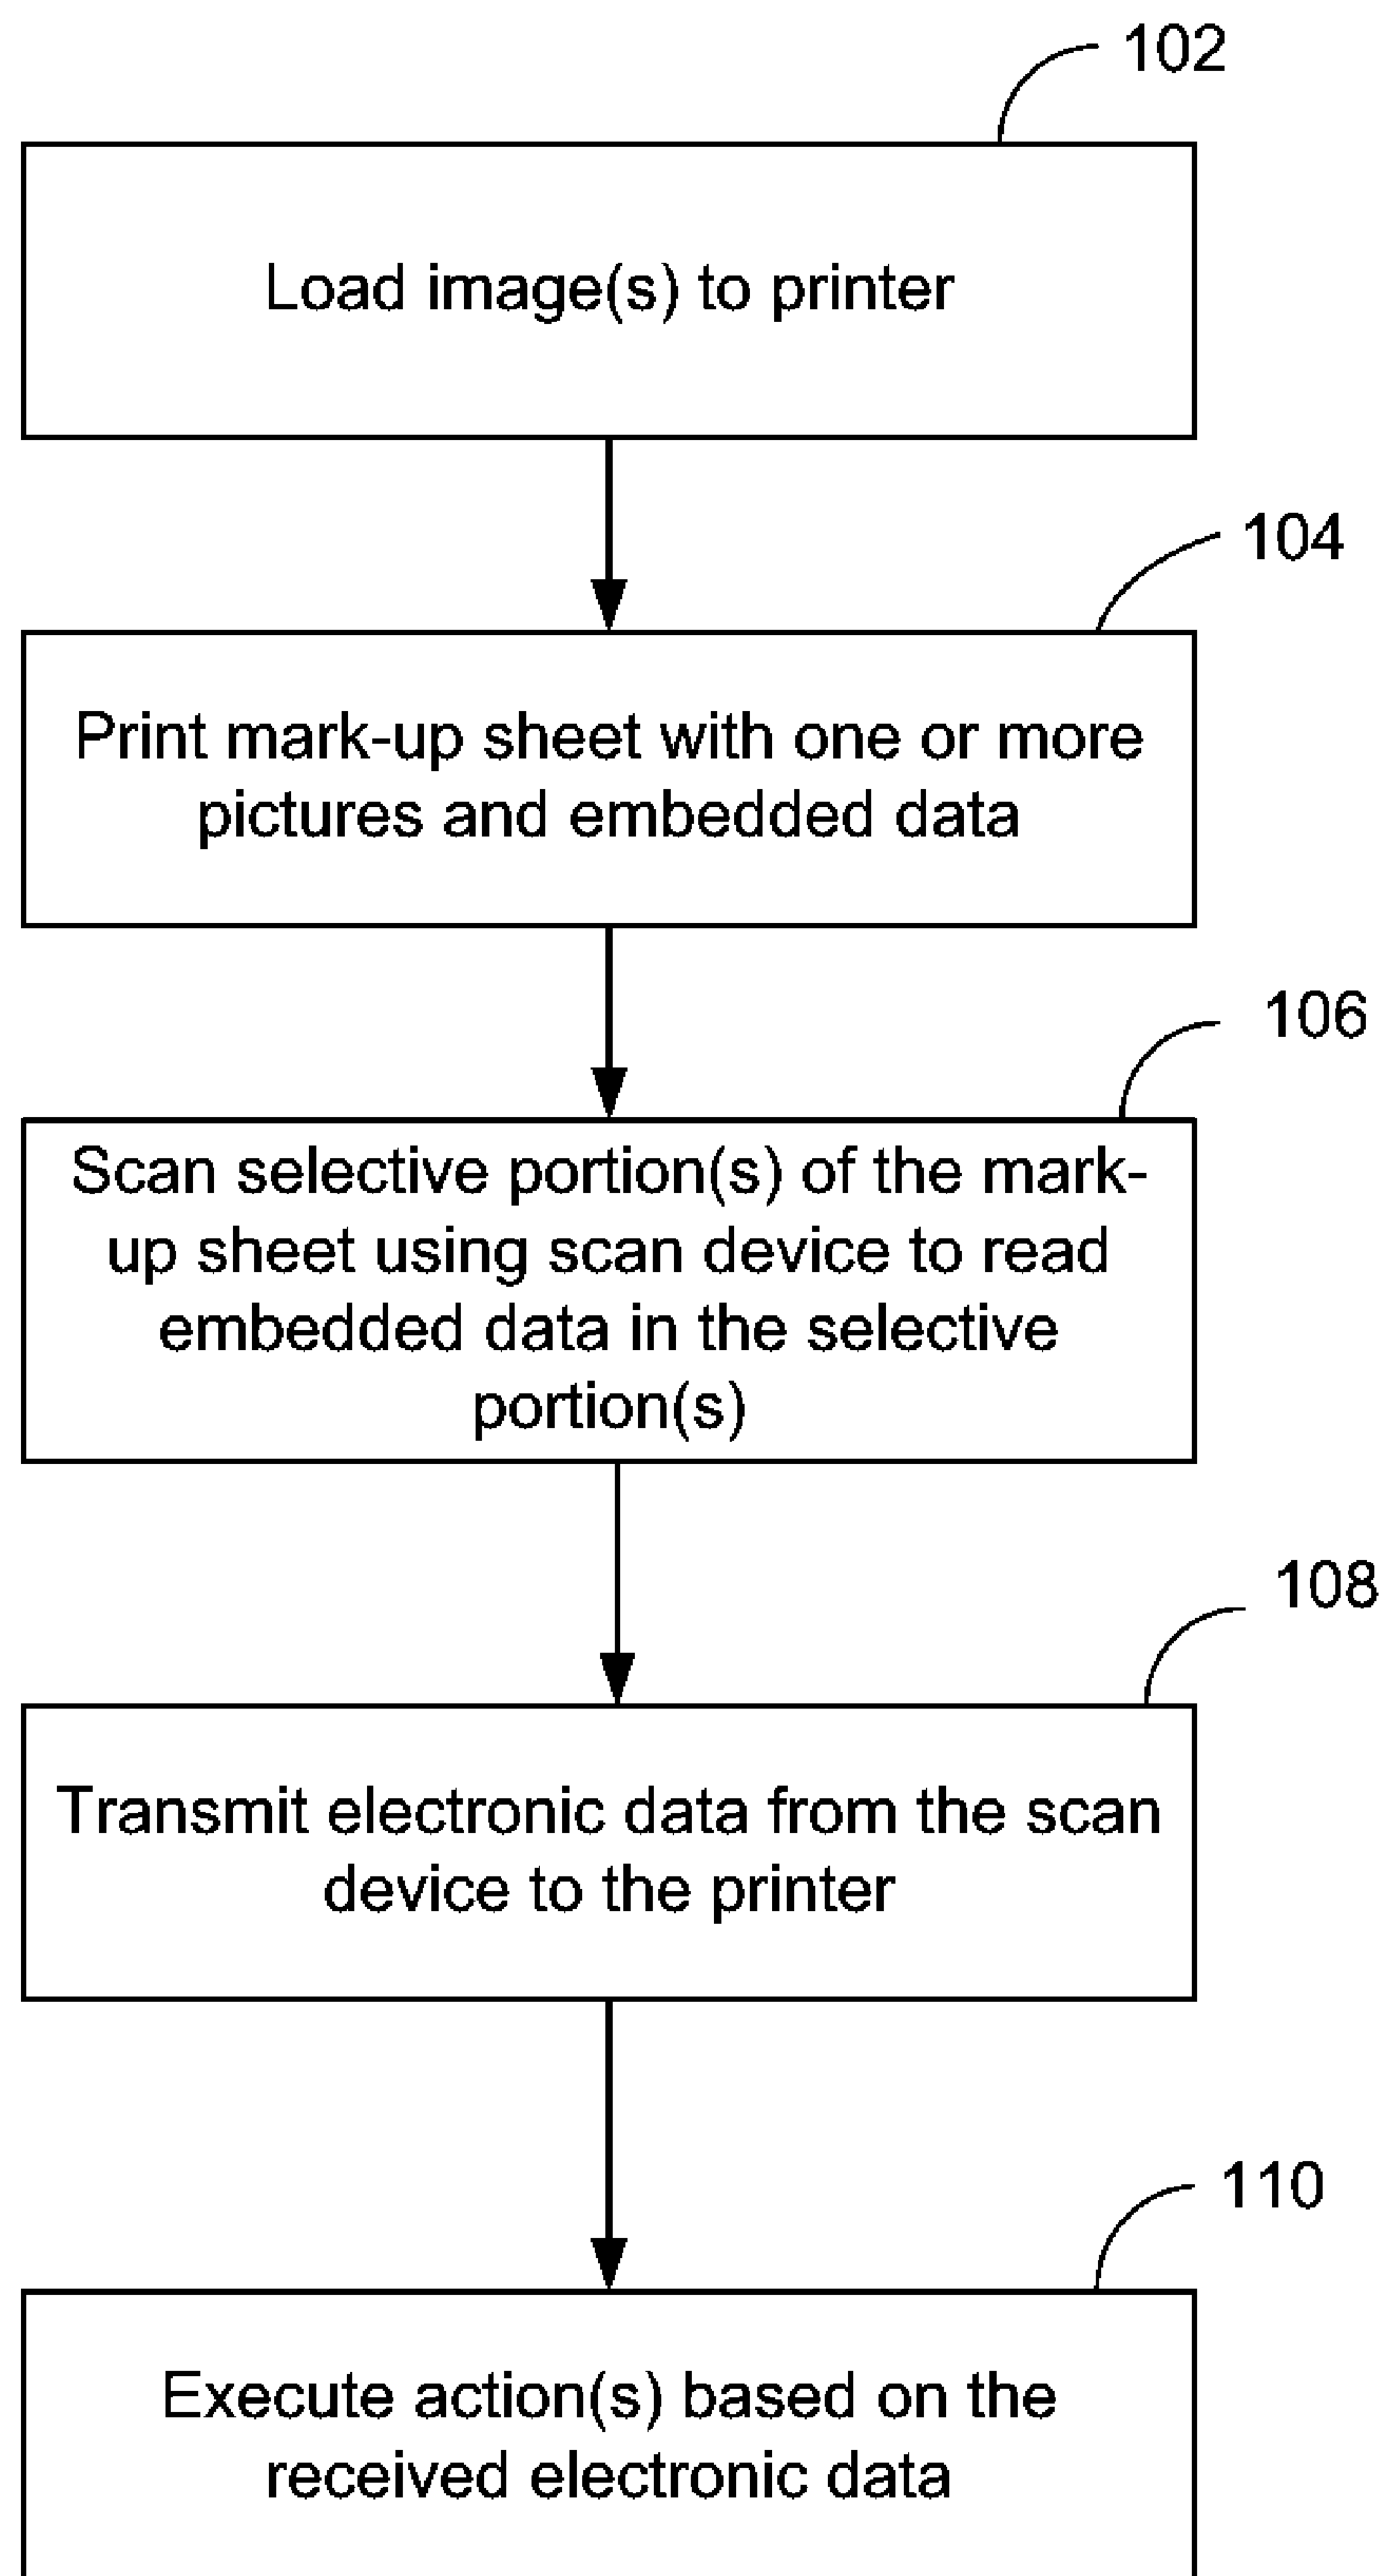 102
Load image(s) to printer
104
Print mark-up sheet with one or more
pictures and embedded data
106
Scan selective portion(s) of the mark-
up sheet using scan device to read
embedded data in the selective
portion(s)
108
Transmit electronic data from the scan
device to the printer
110
Execute action(s) based on the
received electronic data